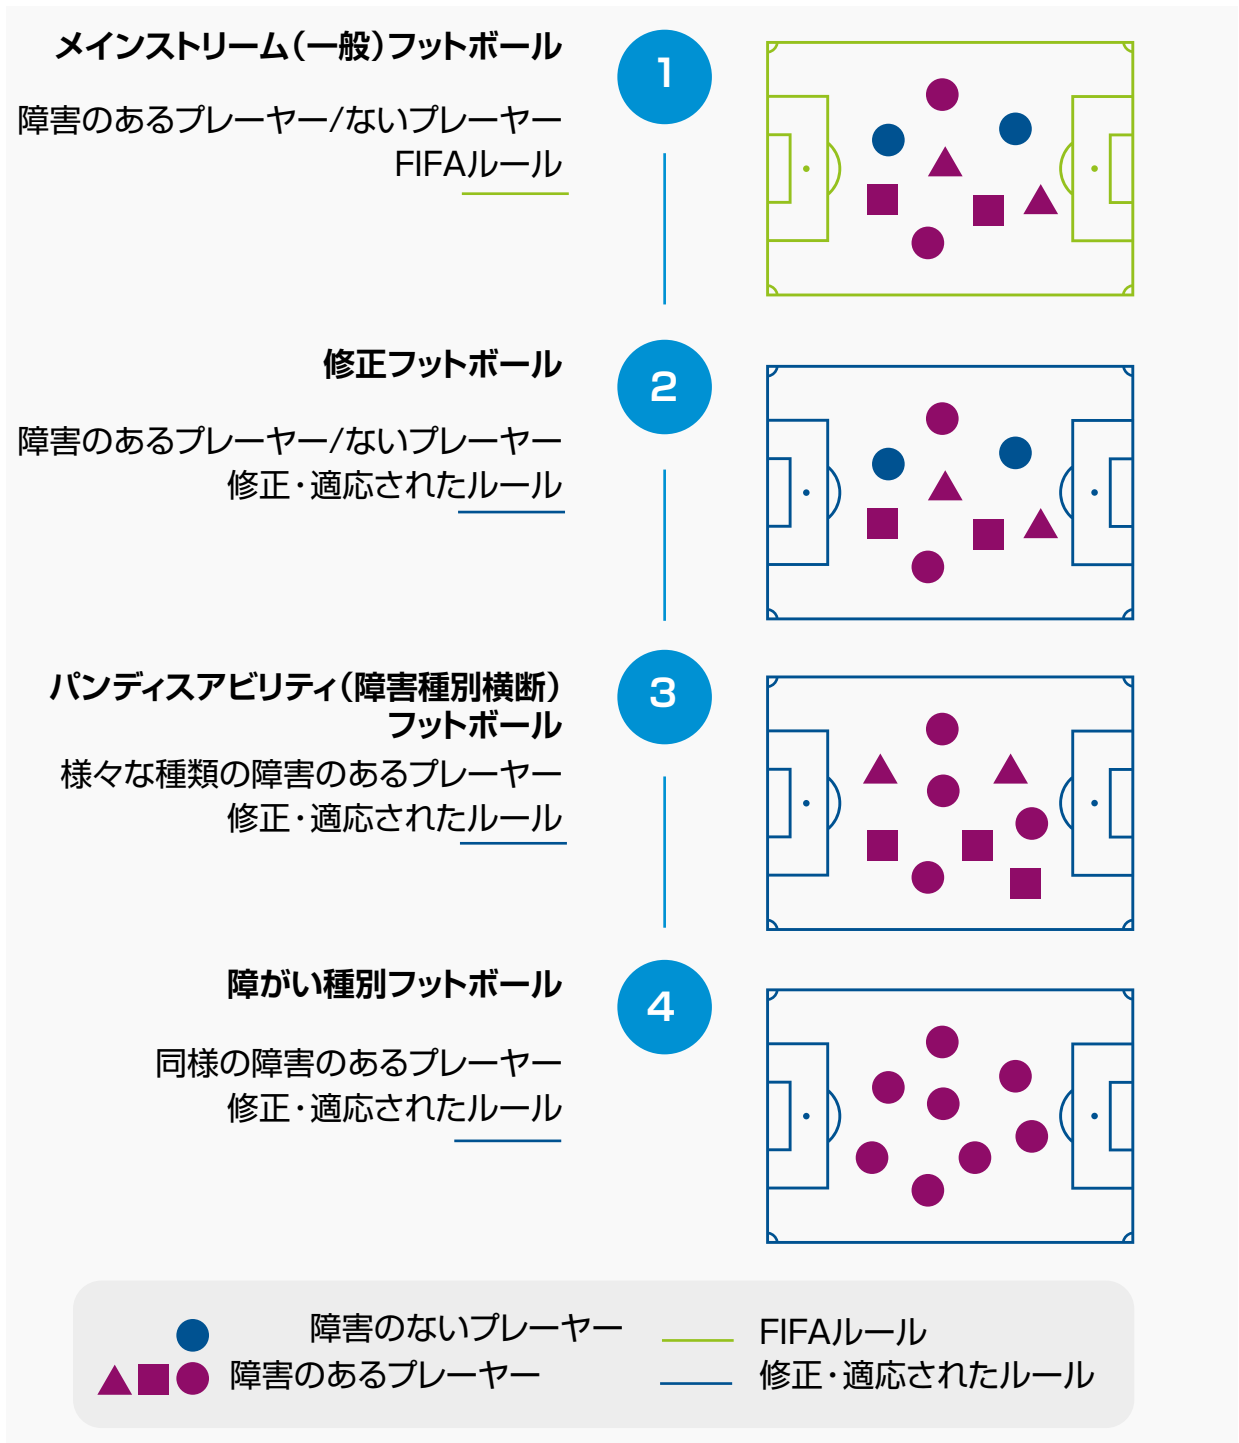 メインストリーム(一般)フットボール
1
障害のあるプレーヤー/ないプレーヤー
FIFAルール
修正フットボール
2
障害のあるプレーヤー/ないプレーヤー
修正・適応されたルール
パンディスアビリティ(障害種別横断)
フットボール
3
様々な種類の障害のあるプレーヤー
修正・適応されたルール
障がい種別フットボール
4
同様の障害のあるプレーヤー
修正・適応されたルール
障害のないプレーヤー
FIFAルール
障害のあるプレーヤー
修正・適応されたルール